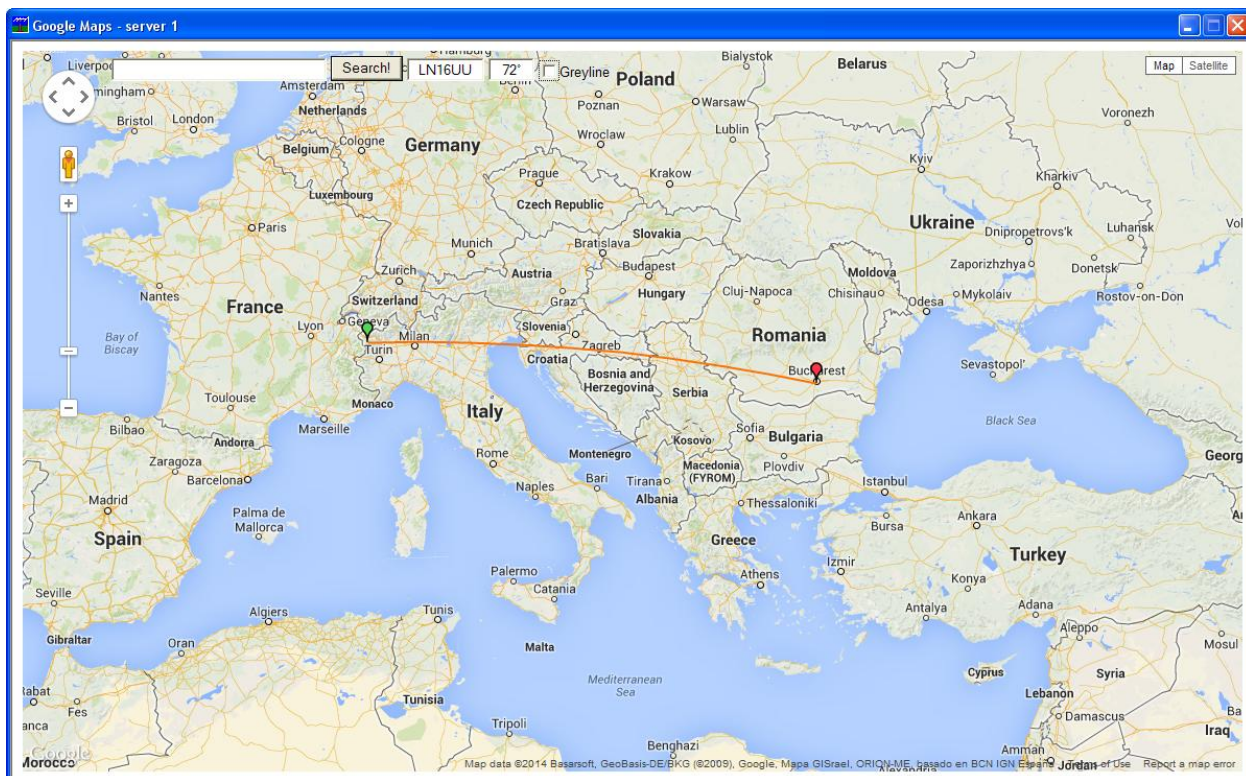 Google Maps - server 1
Search!
LN16UU
72°
Greyline
Map
Satellite
Poland
Belarus
Bialystok
Amsterdam
Netherlands
Poznan
Warsaw
Voronezh
Bristol
London
Germany
Wroclaw
Lublin
Belgium
Cologne
Kyiv
Kharkiv
Prague
Krakow
Luxembourg
Czech Republic
Paris
Ukraine
Dnipropetrovs'k
Luhansk
Slovakia
Munich
Bratislava
Austria
Budapest
Moldova
Zaporizhzhya
Donetsk
Zurich
Nantes
Switzerland
Graz
Hungary
Cluj-Napoca
Chisinau
Odesa
Mykolaiv
Rostov-on-Don
France
Geneva
Lyon
Milan
Slovenia
Zagreb
Romania
Bay of
Biscay
Turin
Croatia
Bucharest
Sevastopol'
Bosnia and
Herzegovina
Serbia
Toulouse
Monaco
Italy
Black Sea
Bilbao
Marseille
Andorra
Sofia
Bulgaria
Kosovo
Zaragoza
Rome
Montenegro
Macedonia
(FYROM)
Plovdiv
Georg
Barcelona
Bari
Tirana
Albania
Istanbul
Madrid
Naples
Thessaloniki
Ankara
Palma de
Mallorca
Bursa
Spain
Greece
Turkey
Palermo
Athens
Izmir
Konya
Seville
Catania
Algiers
Tunis
Antalya
Adana
Gibraltar
Oran
Malta
Aleppo
Mosul
Mediterranean
Sea
Cyprus
Syria
Rabat
Fes
Tunisia
Lebanon
Damascus
Tripoli
Iraq
Benghazi
Amman
Google
Morocco
Jordan
Map data ©2014 Basarsoft, GeoBasis-DE/BKG (©2009), Google, Mapa GISrael, ORION-ME, basado en BCN IGN España
Terms of Use
Report a map error